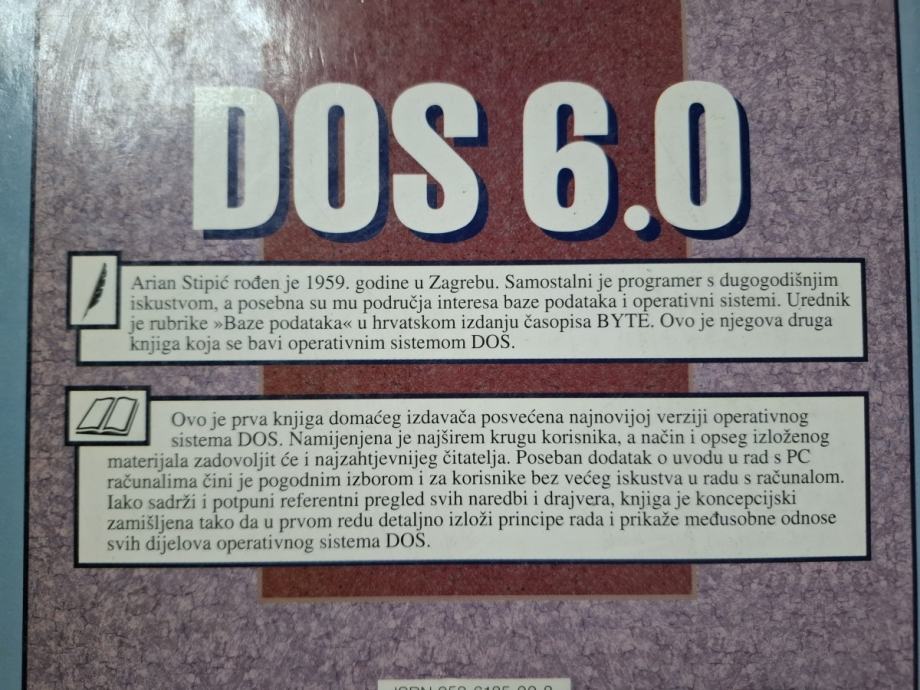 DOS 6.0
Arian Stipić rođen je 1959. godine u Zagrebu. Samostalni je programer s dugogodišnjim
iskustvom, a posebna su mu područja interesa baze podataka i operativni sistemi. Urednik
je rubrike »Baze podataka« u hrvatskom izdanju časopisa BYTE. Ovo je njegova druga
knjiga koja se bavi operativnim sistemom DOS.
Ovo je prva knjiga domaćeg izdavača posvećena najnovijoj verziji operativnog
sistema DOS. Namijenjena je najširem krugu korisnika, a način i opseg izloženog
materijala zadovoljit će i najzahtjevnijeg čitatelja. Poseban dodatak o uvodu u rad s PC
računalima čini je pogodnim izborom i za korisnike bez većeg iskustva u radu s računalom.
Iako sadrži i potpuni referentni pregled svih naredbi i drajvera, knjiga je koncepcijski
zamišljena tako da u prvom redu detaljno izloži principe rada i prikaže međusobne odnose
svih dijelova operativnog sistema DOS.
ISBN